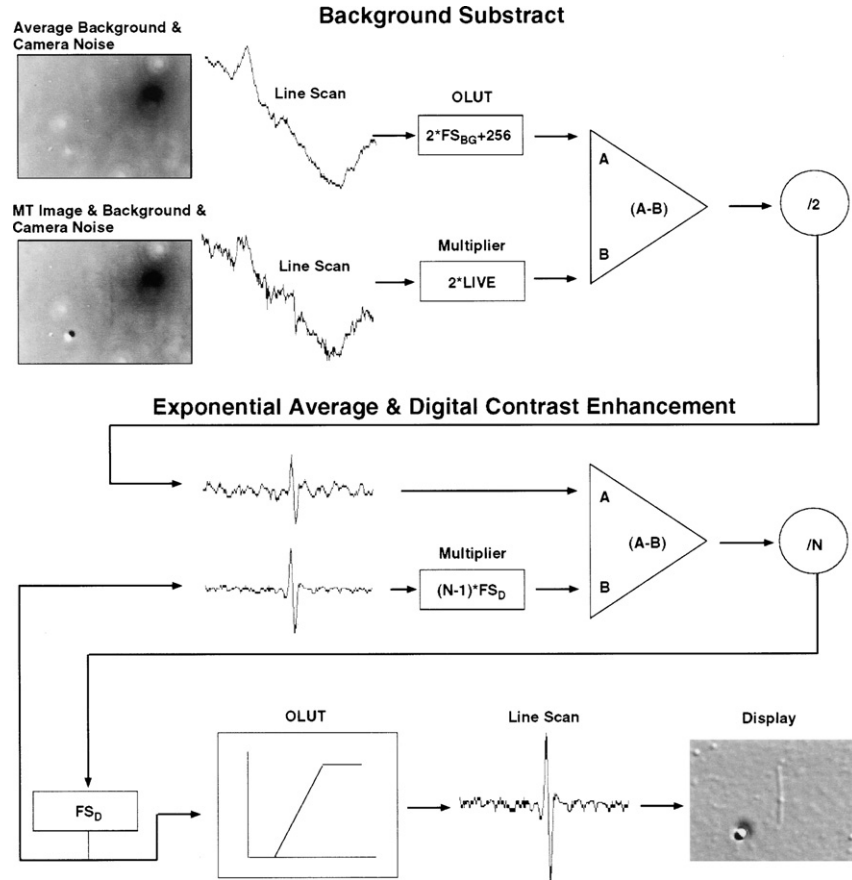 Background Substract
Average Background &
Camera Noise
Line Scan
OLUT
2*FS_BG+256
A
(A-B)
B
/2
MT Image & Background &
Camera Noise
Line Scan
Multiplier
2*LIVE
Exponential Average & Digital Contrast Enhancement
A
(A-B)
B
/N
Multiplier
(N-1)*FS_D
OLUT
Line Scan
Display
FS_D